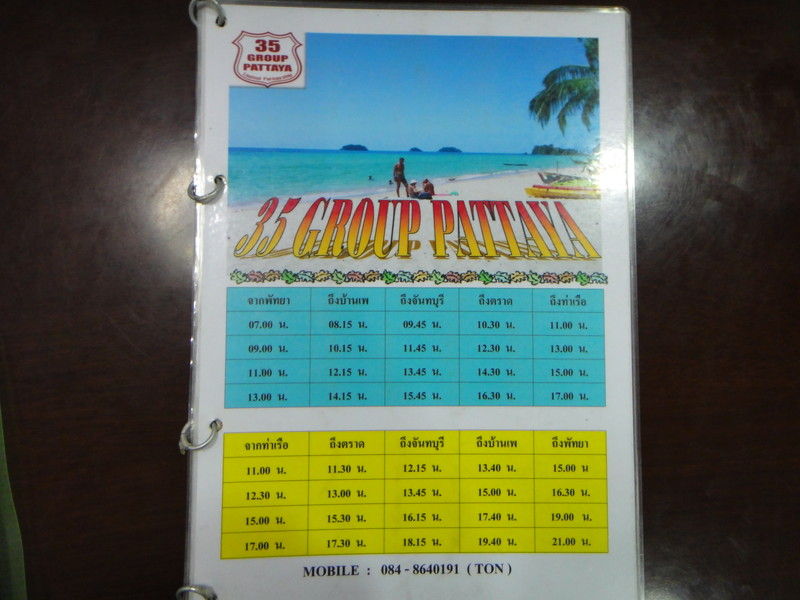 35
GROUP
PATTAYA
35 GROUP PATTAYA
จากพัทยา ถึงบ้านเพ ถึงจันทบุรี ถึงตราด ถึงท่าเรือ
07.00 น. 08.15 น. 09.45 น. 10.30 น. 11.00 น.
09.00 น. 10.15 น. 11.45 น. 12.30 น. 13.00 น.
11.00 น. 12.15 น. 13.45 น. 14.30 น. 15.00 น.
13.00 น. 14.15 น. 15.45 น. 16.30 น. 17.00 น.
จากท่าเรือ ถึงตราด ถึงจันทบุรี ถึงบ้านเพ ถึงพัทยา
11.00 น. 11.30 น. 12.15 น. 13.40 น. 15.00 น
12.30 น. 13.00 น. 13.45 น. 15.00 น. 16.30 น.
15.00 น. 15.30 น. 16.15 น. 17.40 น. 19.00 น.
17.00 น. 17.30 น. 18.15 น. 19.40 น. 21.00 น.
MOBILE : 084 - 8640191 ( TON )